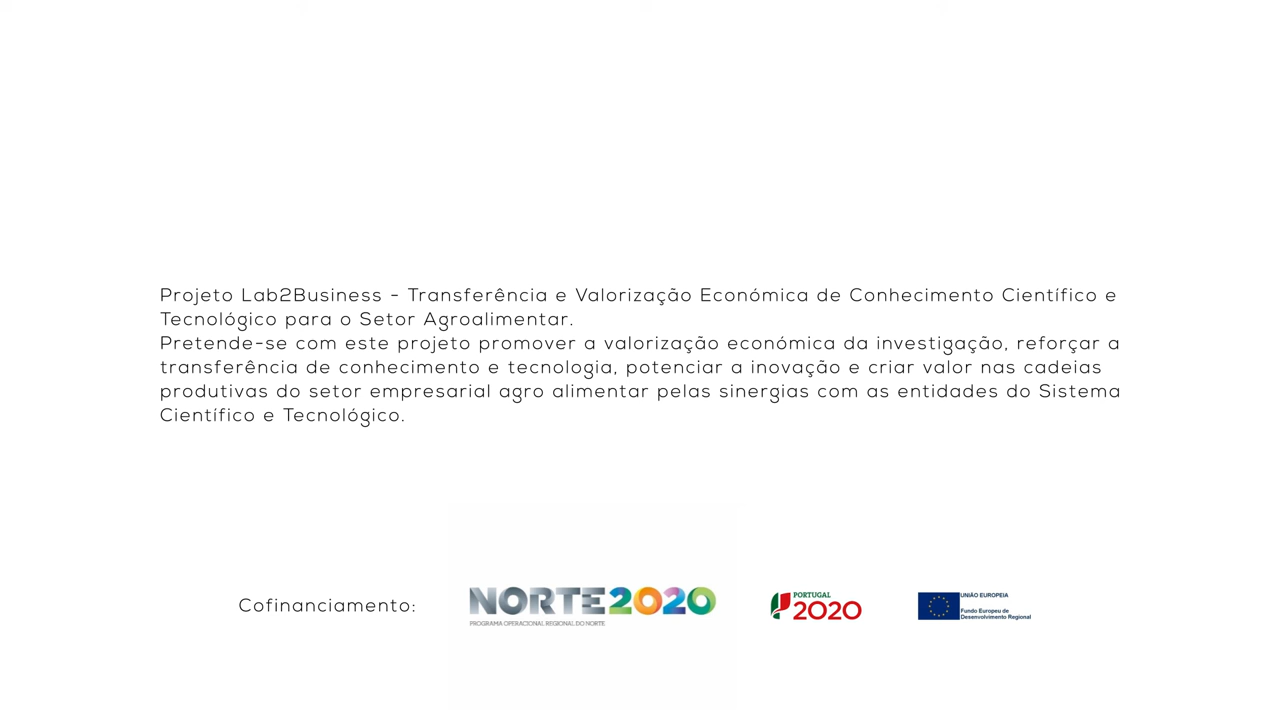 Projeto Lab2Business - Transferência e Valorização Económica de Conhecimento Científico e
Tecnológico para o Setor Agroalimentar.
Pretende-se com este projeto promover a valorização económica da investigação, reforçar a
transferência de conhecimento e tecnologia, potenciar a inovação e criar valor nas cadeias
produtivas do setor empresarial agro alimentar pelas sinergias com as entidades do Sistema
Científico e Tecnológico.
Cofinanciamento:
NORTE2020
PROGRAMA OPERACIONAL REGIONAL DO NORTE
PORTUGAL
2020
UNIÃO EUROPEIA
Fundo Europeu de
Desenvolvimento Regional